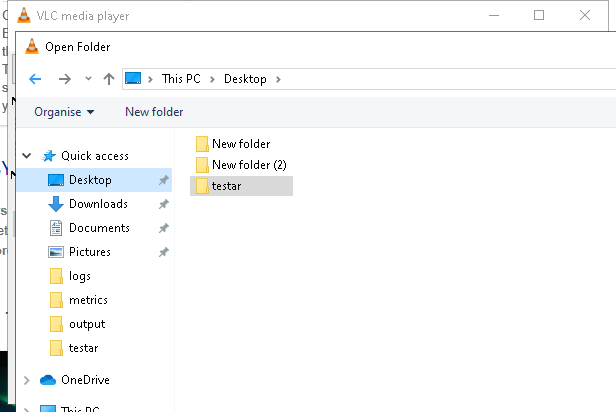 VLC media player
Open Folder
This PC
Desktop
Organise
New folder
New folder
New folder (2)
testar
Quick access
Desktop
Downloads
Documents
Pictures
logs
metrics
output
testar
OneDrive
This PC